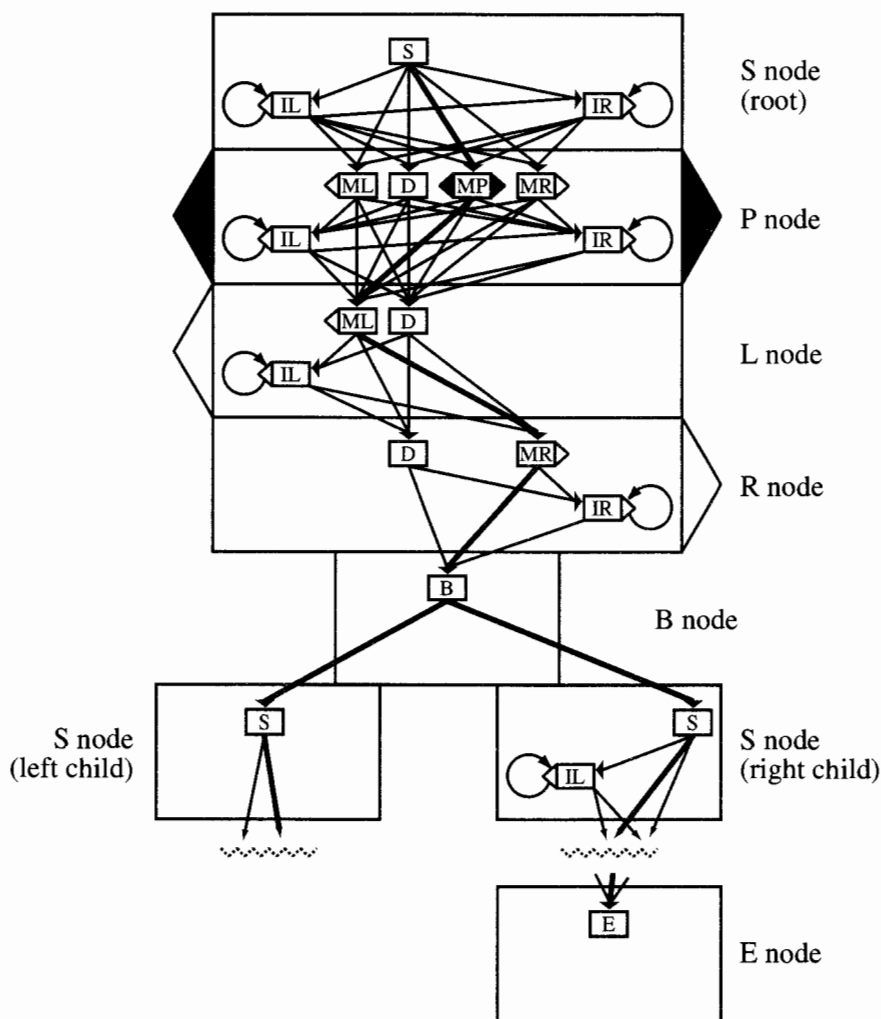 S
S node
IL IR
(root)
ML D MP MR
P node
IL IR
ML D
L node
IL
D MR
R node
IR
B
B node
S
S
S node
(left child)
S node
(right child)
IL
E
E node